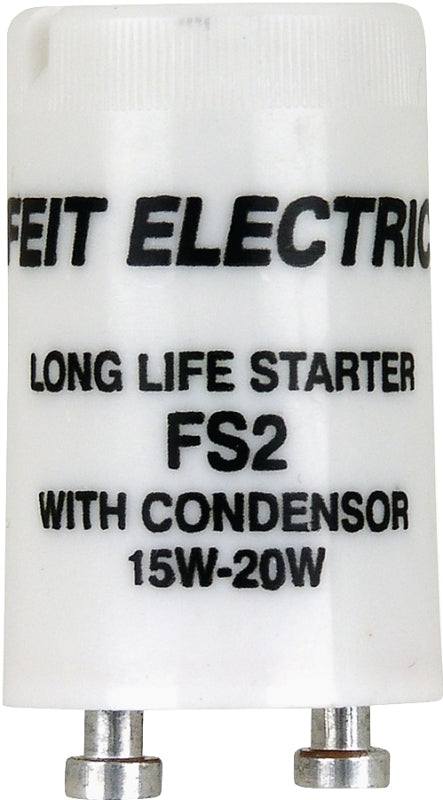 FEIT ELECTRIC
LONG LIFE STARTER
FS2
WITH CONDENSOR
15W-20W